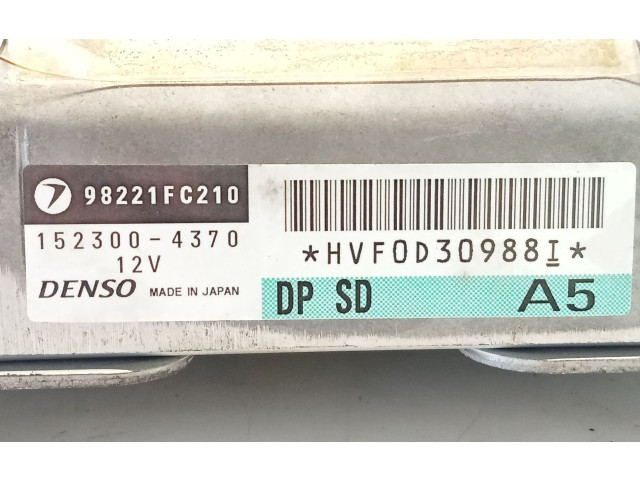 98221FC210
152300-4370
12V
DENSO MADE IN JAPAN
*HVF0D30988I*
DP SD A5